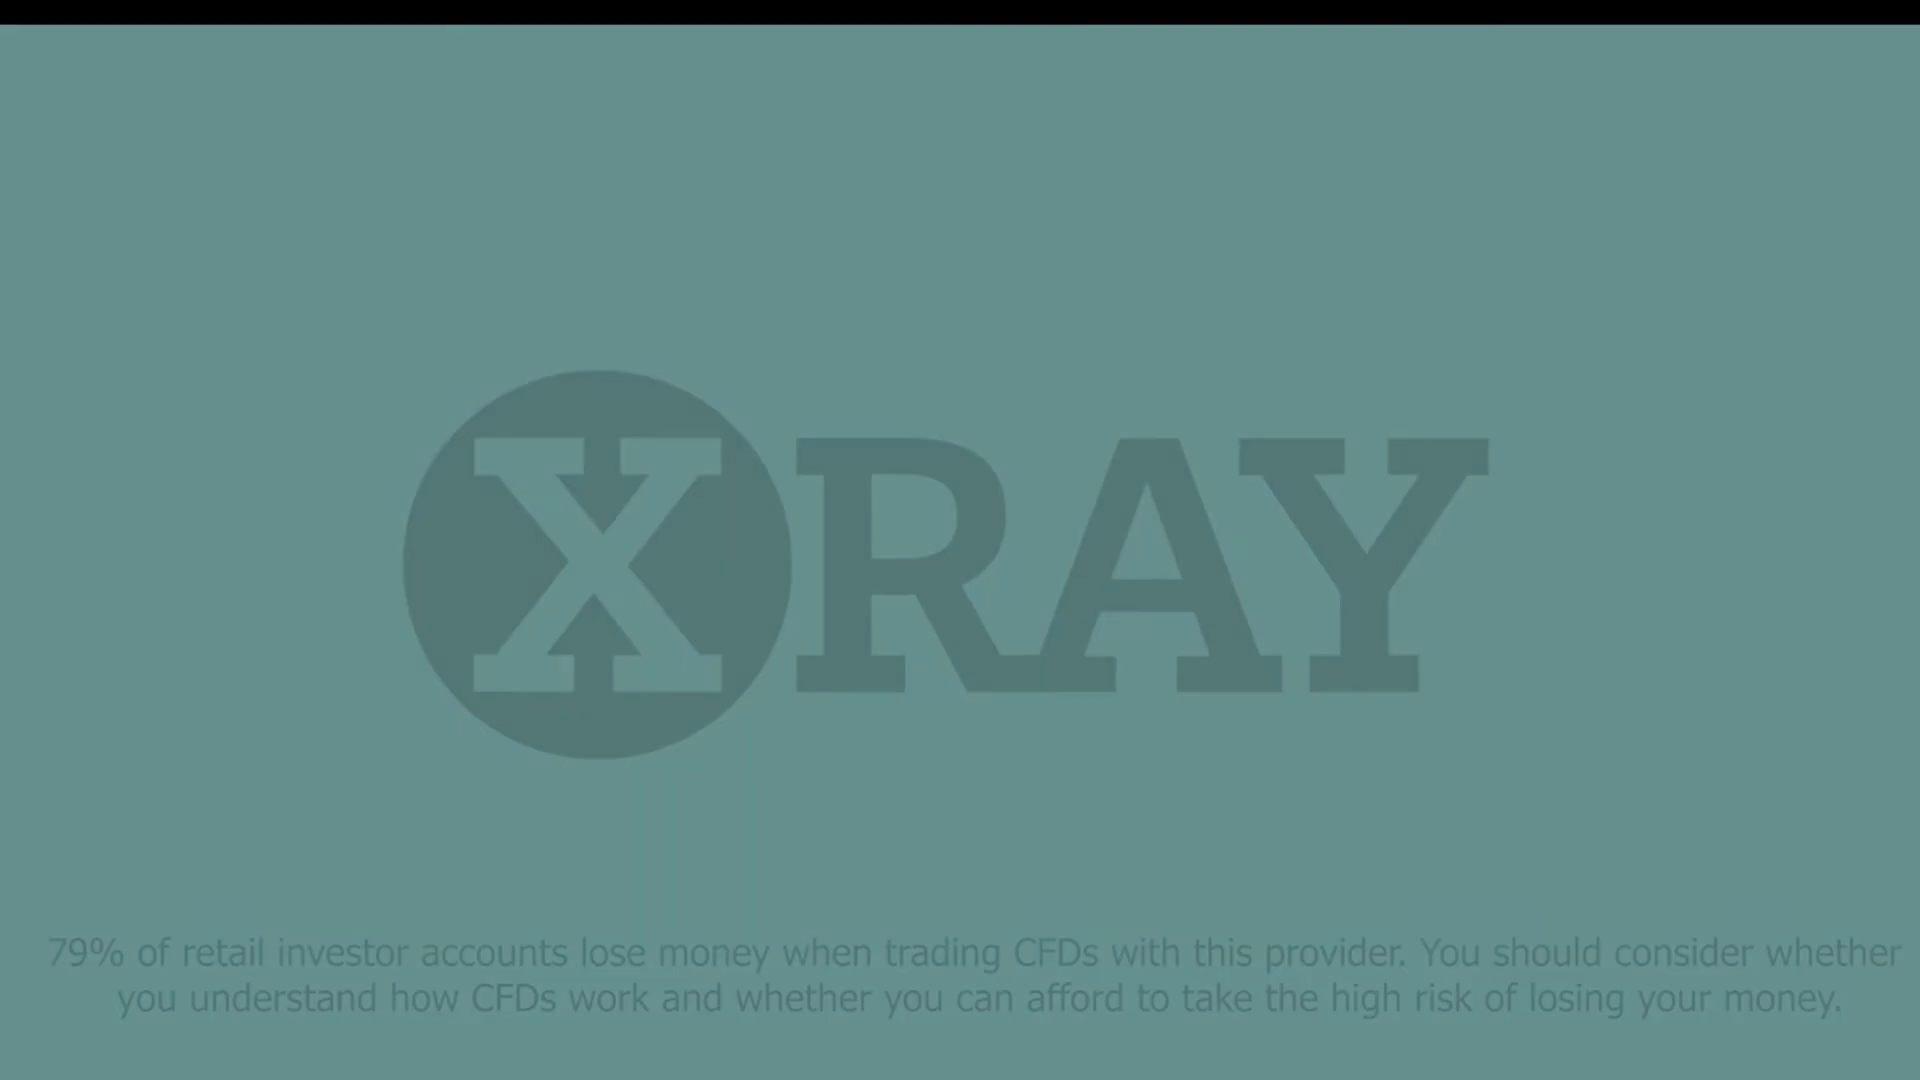 XRAY
79% of retail investor accounts lose money when trading CFDs with this provider. You should consider whether
you understand how CFDs work and whether you can afford to take the high risk of losing your money.